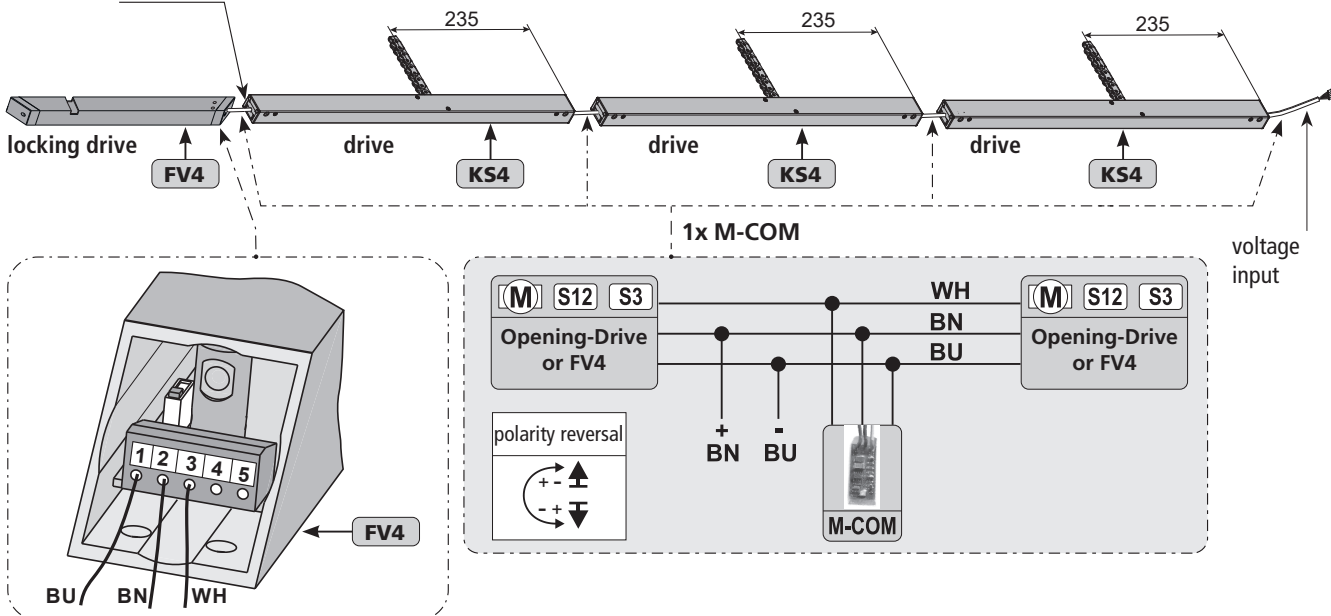 235
235
235
locking drive
drive
drive
drive
FV4
KS4
KS4
KS4
1x M-COM
voltage
input
M S12 S3
Opening-Drive
or FV4
WH
BN
BU
M S12 S3
Opening-Drive
or FV4
polarity reversal
+ -
- +
+
BN
-
BU
M-COM
1 2 3 4 5
FV4
BU BN WH